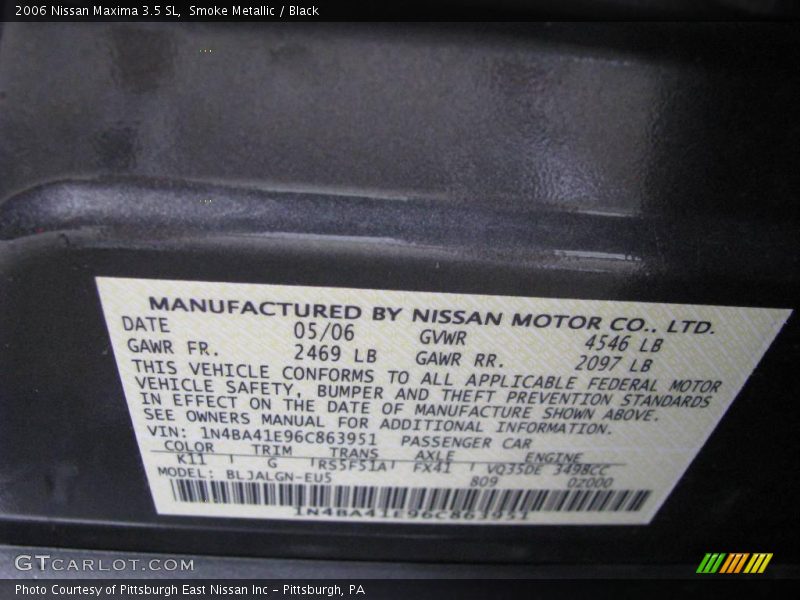 2006 Nissan Maxima 3.5 SL, Smoke Metallic / Black
MANUFACTURED BY NISSAN MOTOR CO., LTD.
DATE 05/06 GVWR 4546 LB
GAWR FR. 2469 LB GAWR RR. 2097 LB
THIS VEHICLE CONFORMS TO ALL APPLICABLE FEDERAL MOTOR
VEHICLE SAFETY, BUMPER AND THEFT PREVENTION STANDARDS
IN EFFECT ON THE DATE OF MANUFACTURE SHOWN ABOVE.
SEE OWNERS MANUAL FOR ADDITIONAL INFORMATION.
VIN: 1N4BA41E96C863951 PASSENGER CAR
COLOR TRIM TRANS AXLE ENGINE
K11 G RS5F51A FX41 VQ35DE 3498CC
MODEL: BLJALGN-EU5 809 02000
1N4BA41E96C863951
GTCARLOT.COM
Photo Courtesy of Pittsburgh East Nissan Inc - Pittsburgh, PA